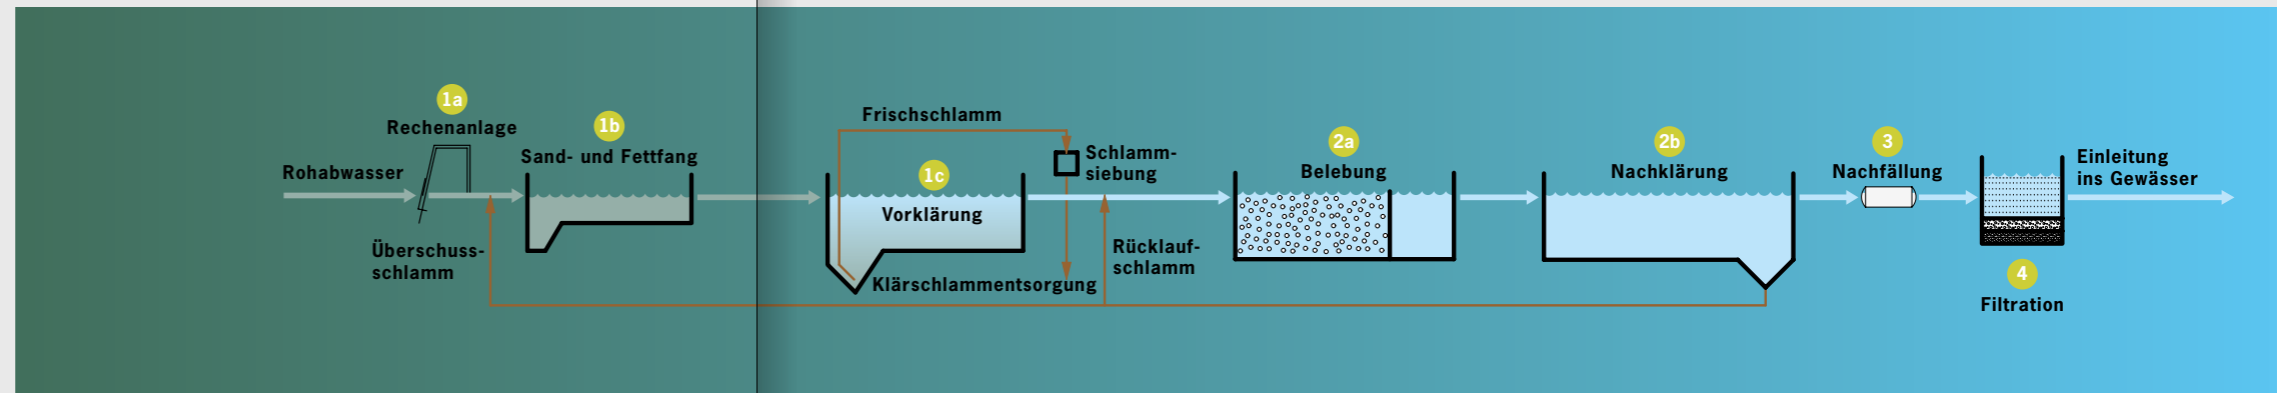 1a
Rechenanlage
Rohabwasser
Überschuss-
schlamm
1b
Sand- und Fettfang
Frischschlamm
1c
Vorklärung
Schlamm-
siebung
Klärschlammentsorgung
Rücklauf-
schlamm
2a
Belebung
2b
Nachklärung
3
Nachfällung
4
Filtration
Einleitung
ins Gewässer